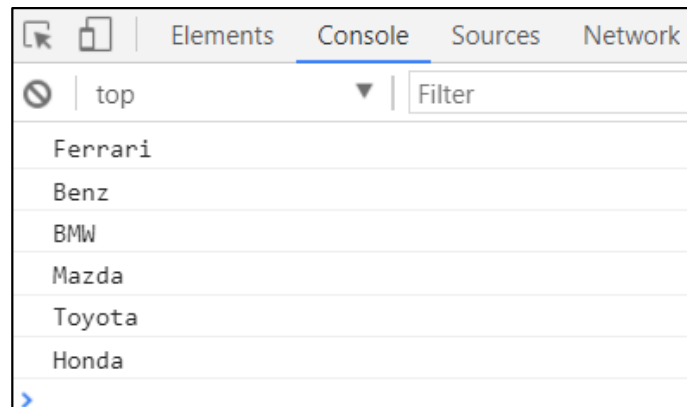 Elements Console Sources Network
top Filter
Ferrari
Benz
BMW
Mazda
Toyota
Honda